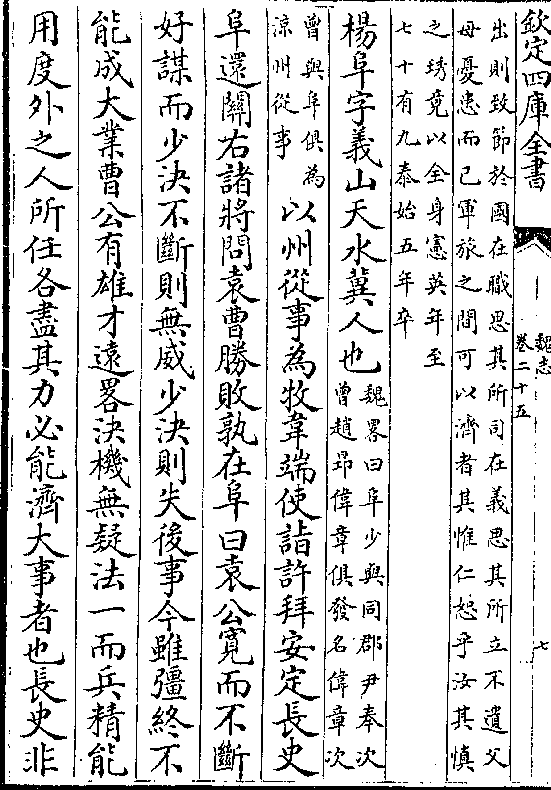 欽定四庫全書
魏志
卷二十五
七
出則致節於國在職思其所司在義思其所立不遺父
母憂患而已軍旅之間可以濟者其惟仁恕乎汝其慎
之琇竟以全身憲英年至
七十有九泰始五年卒
楊阜字義山天水冀人也
魏畧曰阜少與同郡尹奉次
曾趙昻偉章俱發名偉章次
曾與阜俱為
涼州從事
以州從事為牧韋端使詣許拜安定長史
阜還關右諸將問袁曹勝敗孰在阜曰袁公寛而不斷
好謀而少決不斷則無威少決則失後事今雖彊終不
能成大業曹公有雄才遠畧決機無疑法一而兵精能
用度外之人所任各盡其力必能濟大事者也長史非